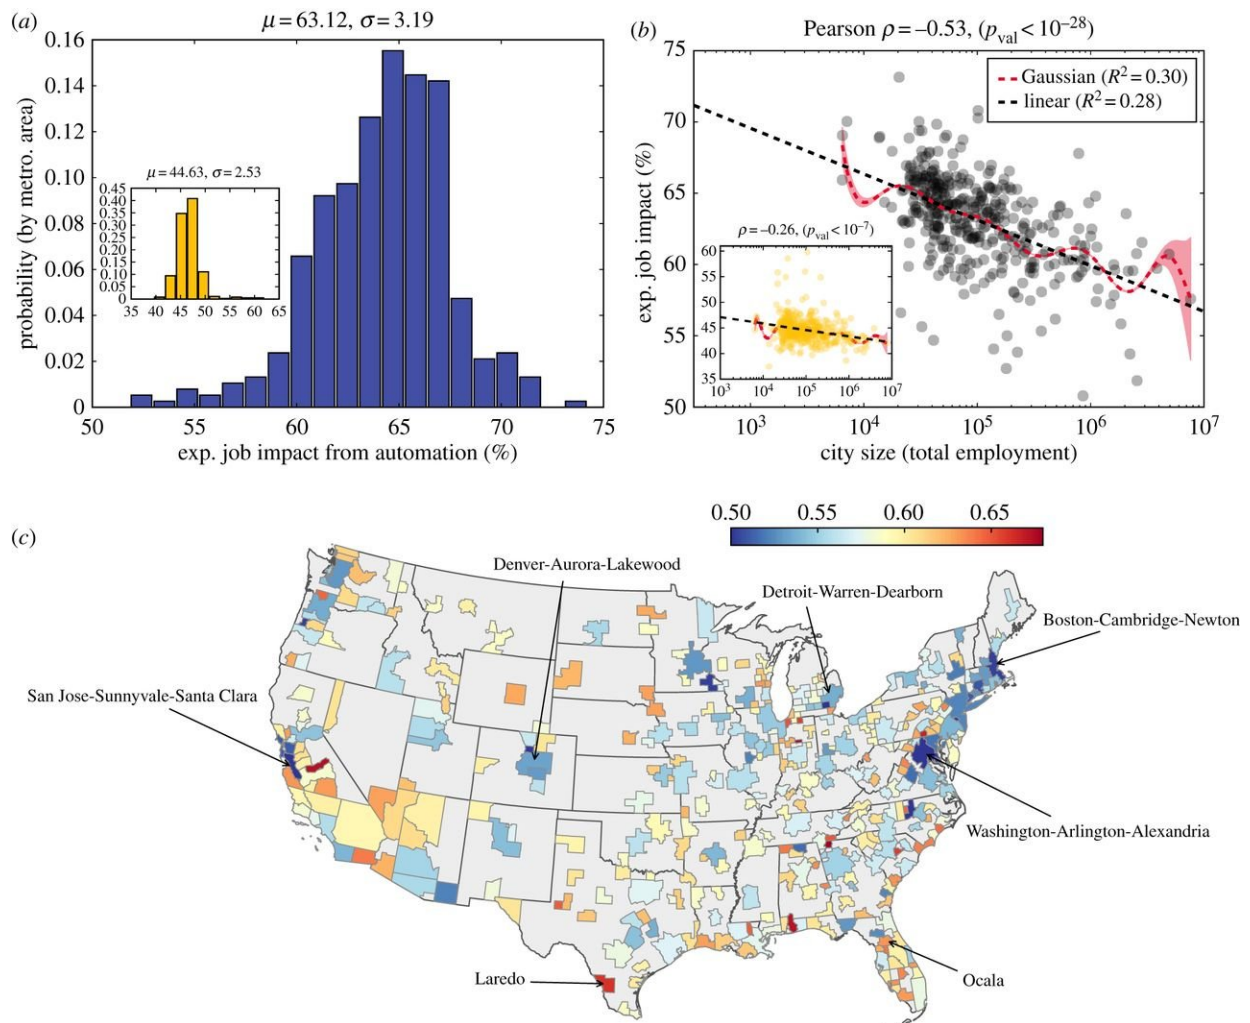 (a)
μ = 63.12, σ = 3.19
0.16
0.14
0.12
0.10
0.08
0.06
0.04
0.02
0
probability (by metro. area)
50 55 60 65 70 75
exp. job impact from automation (%)
μ = 44.63, σ = 2.53
0.45
0.40
0.35
0.30
0.25
0.20
0.15
0.10
0.05
0
35 40 45 50 55 60 65
(b)
Pearson ρ = –0.53, (pval < 10–28)
75
70
65
60
55
50
exp. job impact (%)
Gaussian (R2 = 0.30)
linear (R2 = 0.28)
ρ = –0.26, (pval < 10–7)
60
55
50
45
40
35
103 104 105 106 107
103 104 105 106 107
city size (total employment)
(c)
0.50 0.55 0.60 0.65
Denver-Aurora-Lakewood
Detroit-Warren-Dearborn
Boston-Cambridge-Newton
San Jose-Sunnyvale-Santa Clara
Washington-Arlington-Alexandria
Laredo
Ocala